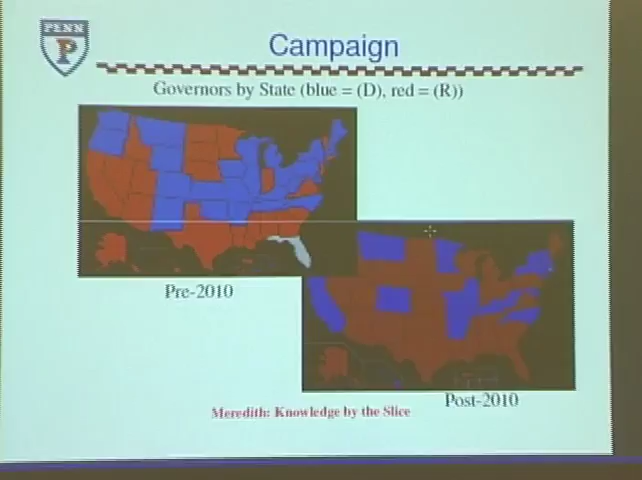 PENN
P
Campaign
Governors by State (blue = (D), red = (R))
Pre-2010
Post-2010
Meredith: Knowledge by the Slice